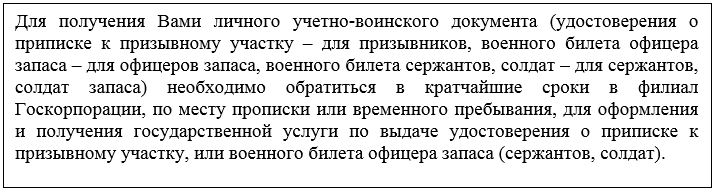 Для получения Вами личного учетно-воинского документа (удостоверения о
приписке к призывному участку – для призывников, военного билета офицера
запаса – для офицеров запаса, военного билета сержантов, солдат – для сержантов,
солдат запаса) необходимо обратиться в кратчайшие сроки в филиал
Госкорпорации, по месту прописки или временного пребывания, для оформления
и получения государственной услуги по выдаче удостоверения о приписке к
призывному участку, или военного билета офицера запаса (сержантов, солдат).